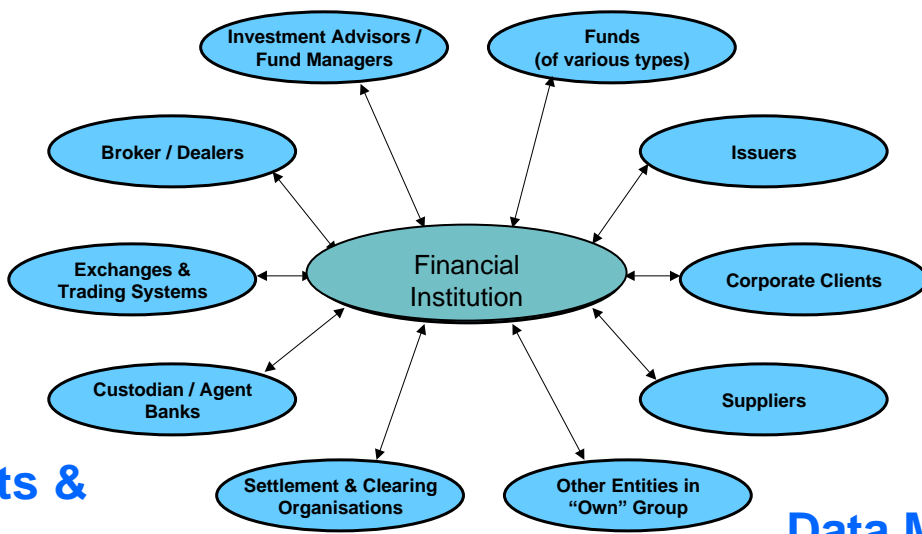 Investment Advisors /
Fund Managers
Funds
(of various types)
Broker / Dealers
Issuers
Financial
Institution
Exchanges &
Trading Systems
Corporate Clients
Custodian / Agent
Banks
Suppliers
ts &
Settlement & Clearing
Organisations
Other Entities in
“Own” Group
Data M